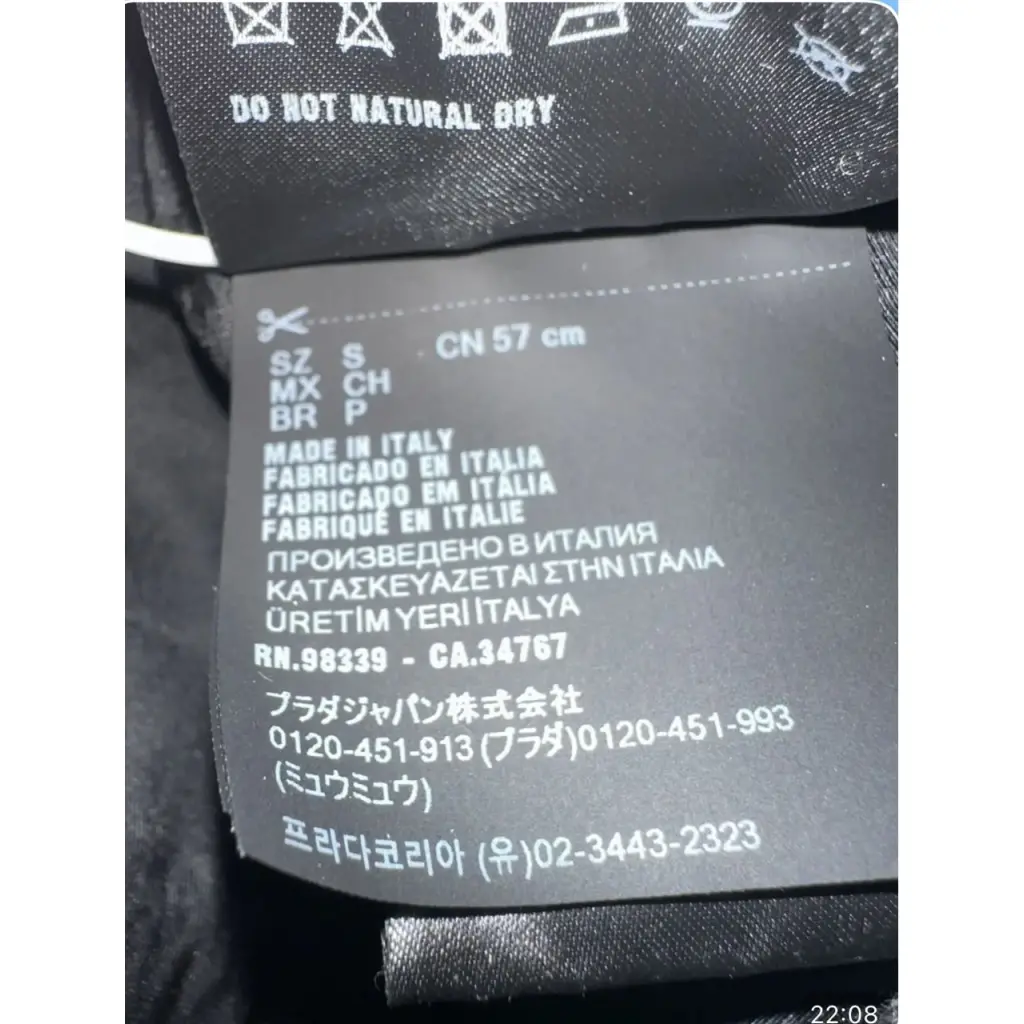 DO NOT NATURAL DRY
SZ S CN 57 cm
MX CH
BR P
MADE IN ITALY
FABRICADO EN ITALIA
FABRICADO EM ITÁLIA
FABRIQUÉ EN ITALIE
ПРОИЗВЕДЕНО В ИТАЛИЯ
ΚΑΤΑΣΚΕΥΑΖΕΤΑΙ ΣΤΗΝ ΙΤΑΛΙΑ
ÜRETİM YERİ İTALYA
RN.98339 - CA.34767
プラダジャパン株式会社
0120-451-913 (プラダ)0120-451-993
(ミュウミュウ)
프라다코리아 (유)02-3443-2323
22:08